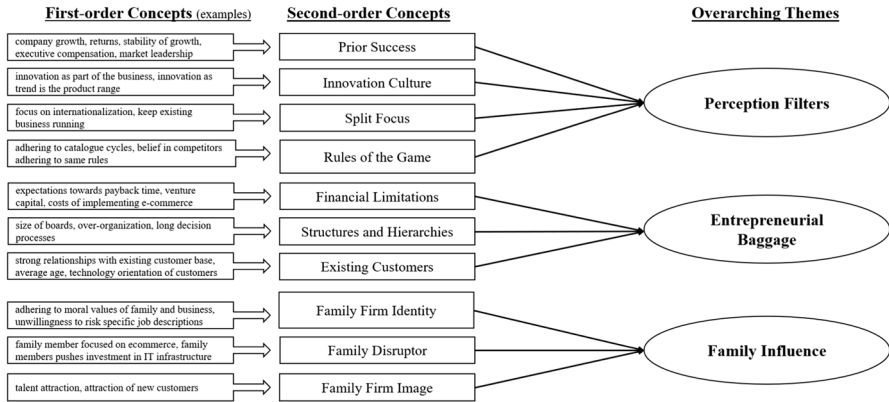 First-order Concepts (examples)
Second-order Concepts
Overarching Themes
company growth, returns, stability of growth,
executive compensation, market leadership
Prior Success
innovation as part of the business, innovation as
trend is the product range
Innovation Culture
focus on internationalization, keep existing
business running
Split Focus
adhering to catalogue cycles, belief in competitors
adhering to same rules
Rules of the Game
Perception Filters
expectations towards payback time, venture
capital, costs of implementing e-commerce
Financial Limitations
size of boards, over-organization, long decision
processes
Structures and Hierarchies
strong relationships with existing customer base,
average age, technology orientation of customers
Existing Customers
Entrepreneurial
Baggage
adhering to moral values of family and business,
unwillingness to risk specific job descriptions
Family Firm Identity
family member focused on ecommerce, family
members pushes investment in IT infrastructure
Family Disruptor
talent attraction, attraction of new customers
Family Firm Image
Family Influence